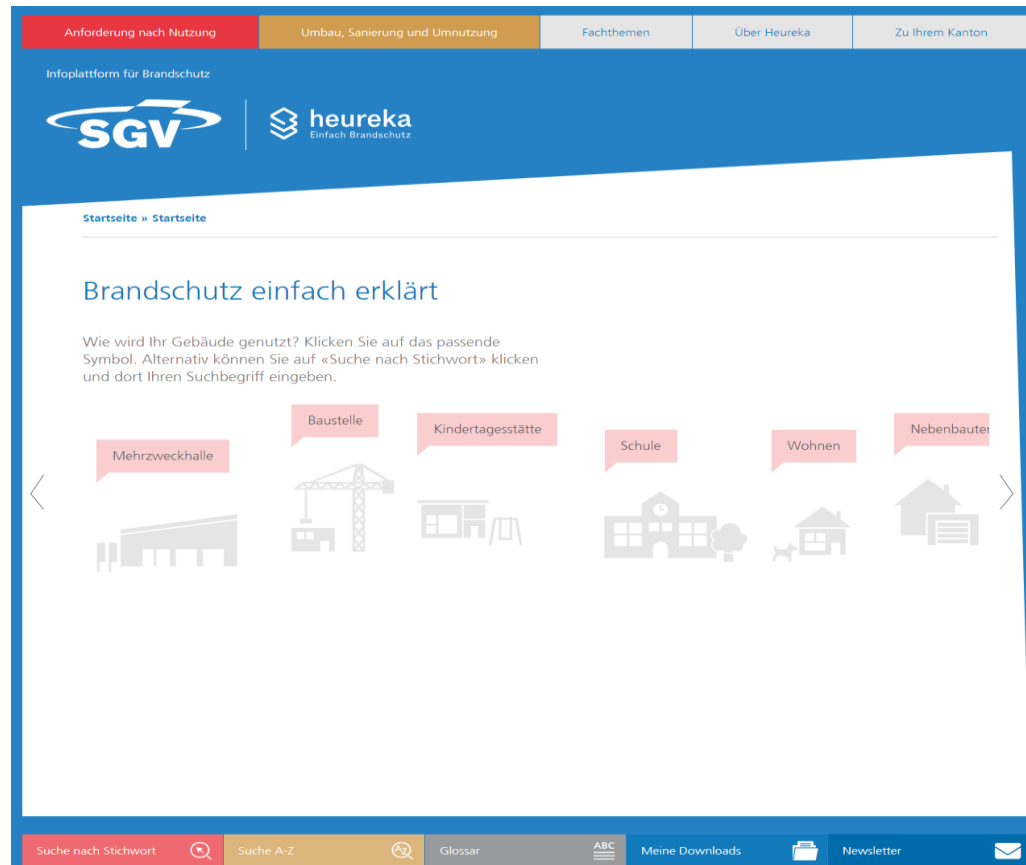 Anforderung nach Nutzung
Umbau, Sanierung und Umnutzung
Fachthemen
Über Heureka
Zu Ihrem Kanton
Infoplattform für Brandschutz
SGV
heureka
Einfach Brandschutz
Startseite » Startseite
Brandschutz einfach erklärt
Wie wird Ihr Gebäude genutzt? Klicken Sie auf das passende
Symbol. Alternativ können Sie auf «Suche nach Stichwort» klicken
und dort Ihren Suchbegriff eingeben.
Mehrzweckhalle
Baustelle
Kindertagesstätte
Schule
Wohnen
Nebenbauten
Suche nach Stichwort
Suche A-Z
AZ
Glossar
ABC
Meine Downloads
Newsletter